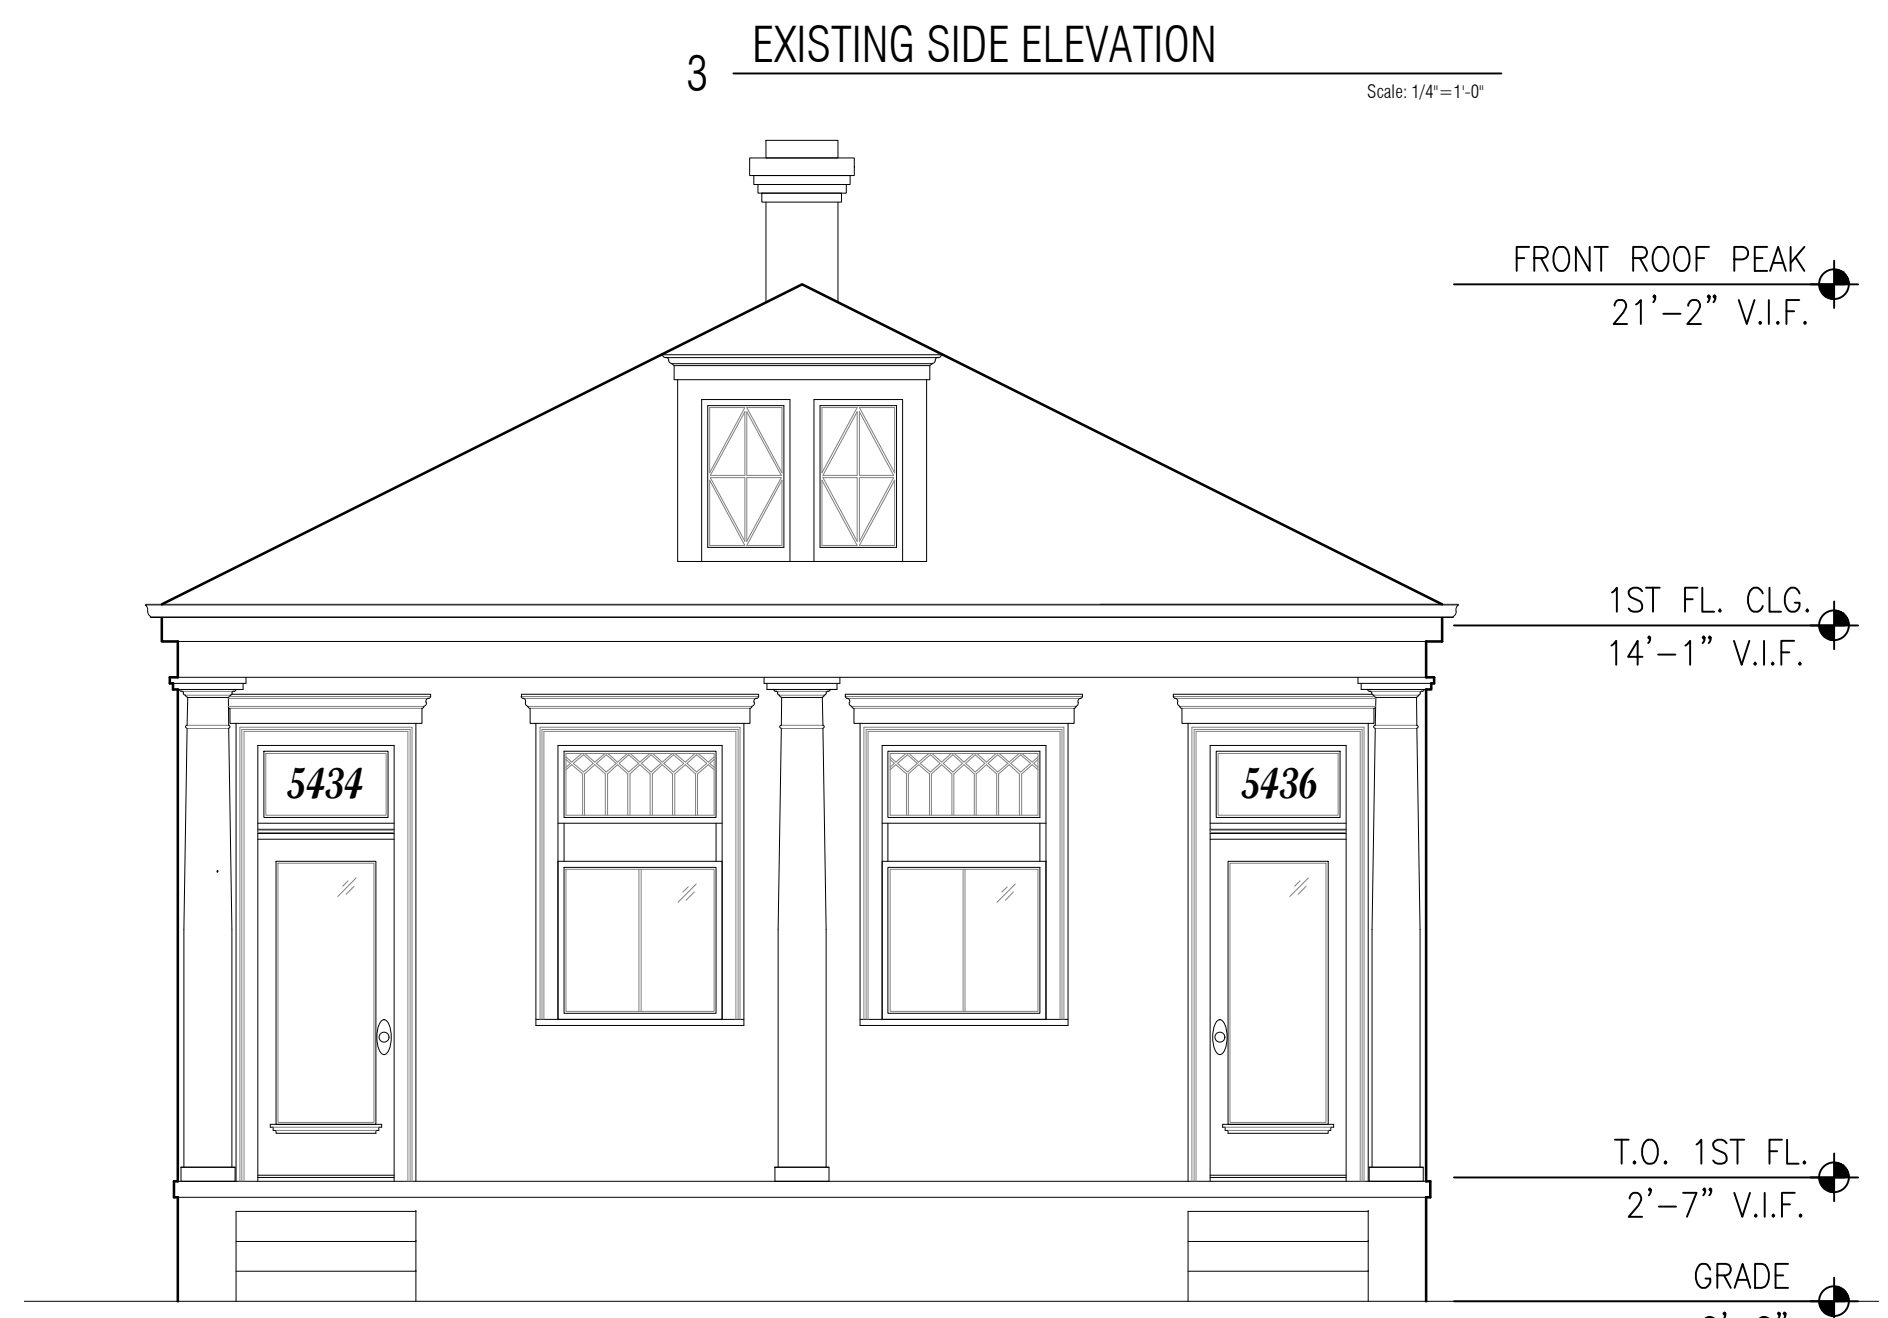 3 EXISTING SIDE ELEVATION
Scale: 1/4"=1'-0"
FRONT ROOF PEAK
21'-2" V.I.F.
1ST FL. CLG.
14'-1" V.I.F.
5434
5436
T.O. 1ST FL.
2'-7" V.I.F.
GRADE